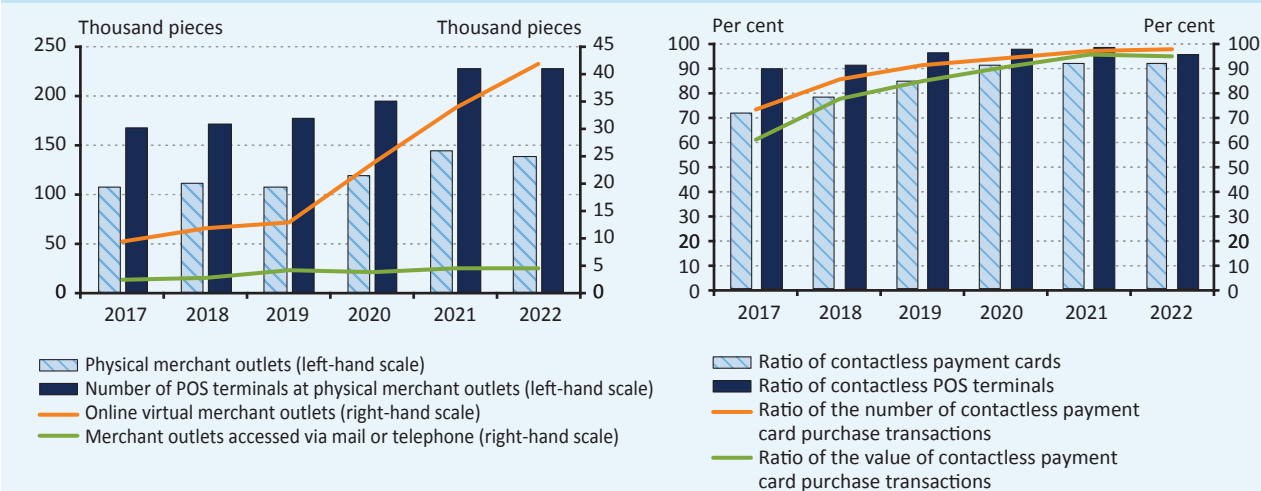 Thousand pieces Thousand pieces
250 45
40
200 35
30
150 25
20
100 15
50 10
5
0 0
2017 2018 2019 2020 2021 2022
Physical merchant outlets (left-hand scale)
Number of POS terminals at physical merchant outlets (left-hand scale)
Online virtual merchant outlets (right-hand scale)
Merchant outlets accessed via mail or telephone (right-hand scale)
Per cent Per cent
100 100
90 90
80 80
70 70
60 60
50 50
40 40
30 30
20 20
10 10
0 0
2017 2018 2019 2020 2021 2022
Ratio of contactless payment cards
Ratio of contactless POS terminals
Ratio of the number of contactless payment
card purchase transactions
Ratio of the value of contactless payment
card purchase transactions